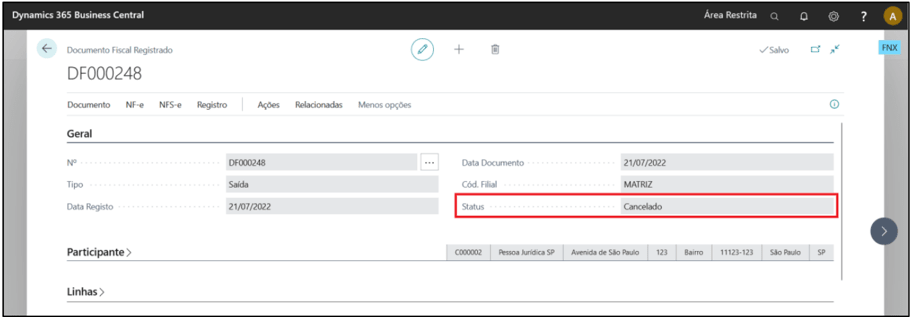 Dynamics 365 Business Central
Área Restrita
?
A
Documento Fiscal Registrado
Salvo
FNX
DF000248
Documento NF-e NFS-e Registro Ações Relacionadas Menos opções
Geral
Nº DF000248 ... Data Documento 21/07/2022
Tipo Saída Cód. Filial MATRIZ
Data Registo 21/07/2022 Status Cancelado
Participante > C000002 Pessoa Jurídica SP Avenida de São Paulo 123 Bairro 11123-123 São Paulo SP
Linhas >